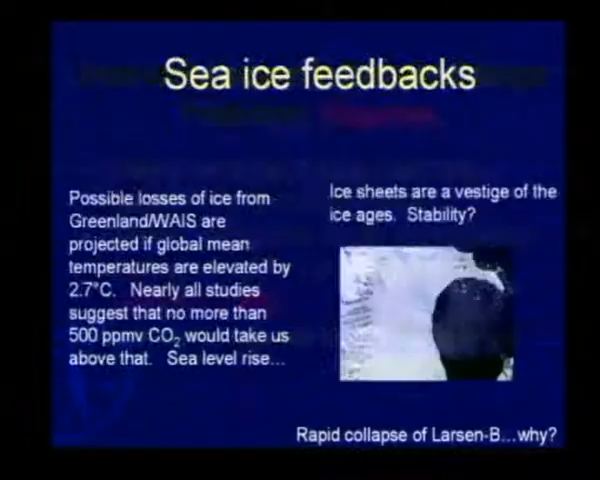 Sea ice feedbacks
Possible losses of ice from
Greenland/WAIS are
projected if global mean
temperatures are elevated by
2.7°C. Nearly all studies
suggest that no more than
500 ppmv CO₂ would take us
above that. Sea level rise...
Ice sheets are a vestige of the
ice ages. Stability?
Rapid collapse of Larsen-B...why?